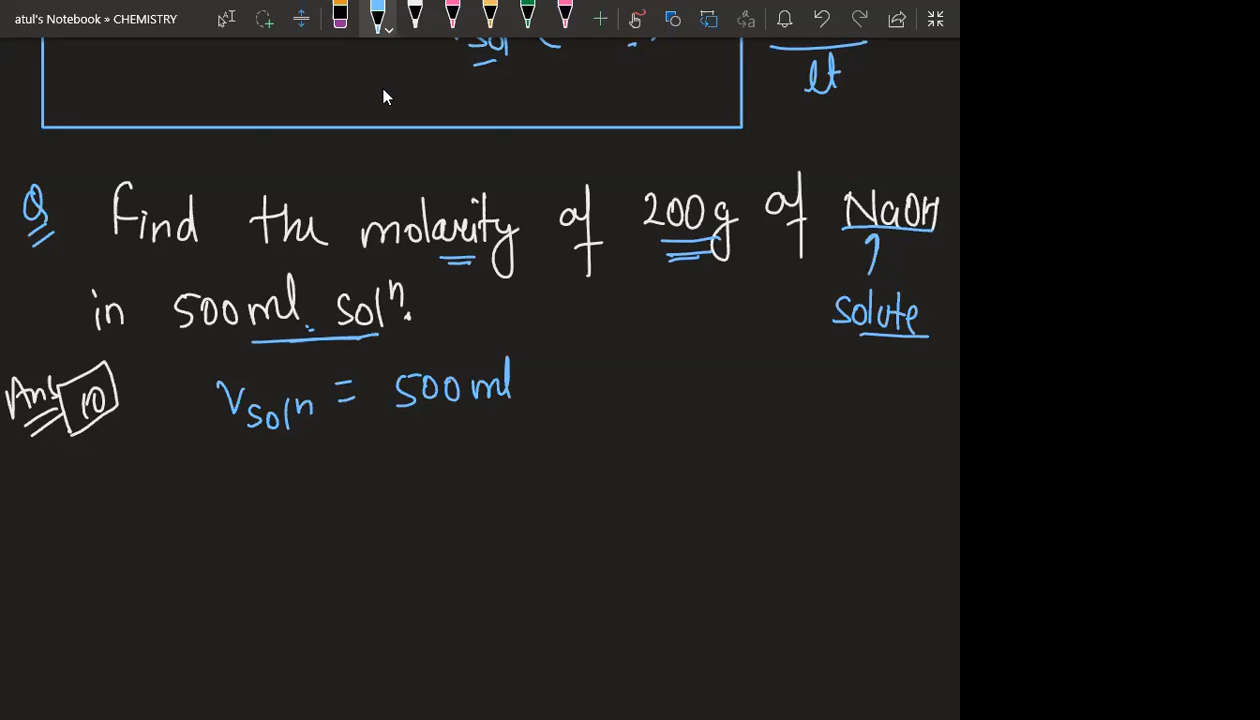 atul's Notebook » CHEMISTRY
lt
Q Find the molarity of 200g of NaOH
in 500ml solⁿ.
solute
Ans 10
Vsolⁿ = 500ml